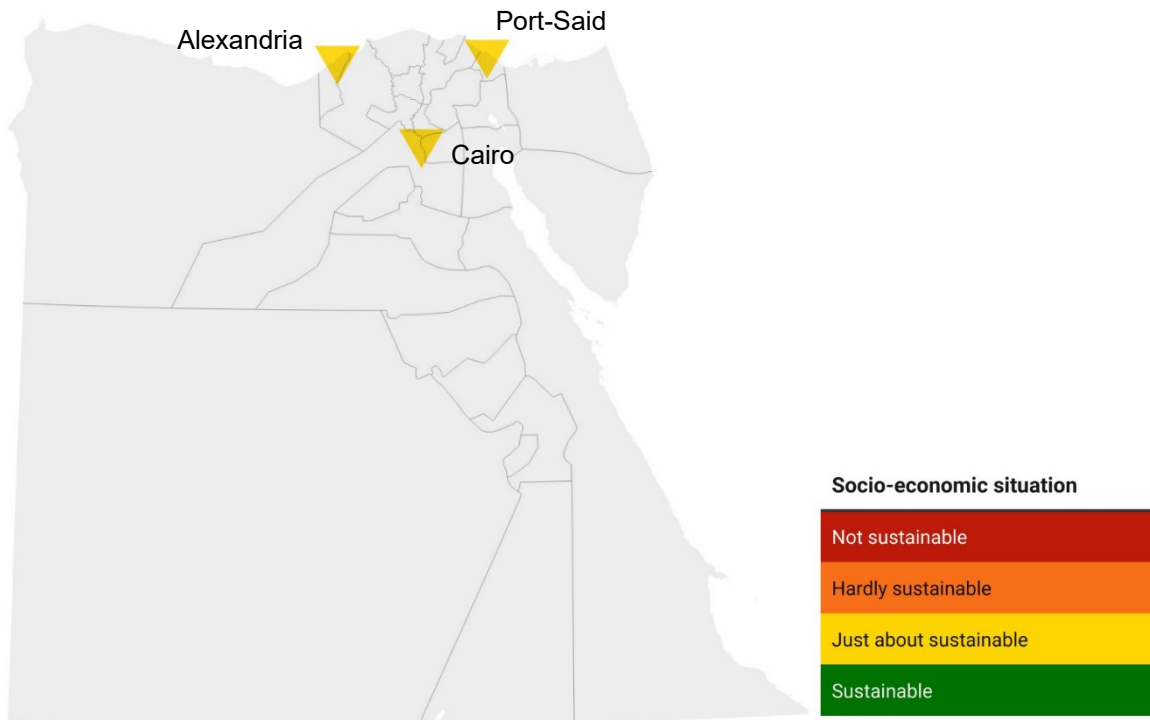 Port-Said
Alexandria
Cairo
Socio-economic situation
Not sustainable
Hardly sustainable
Just about sustainable
Sustainable